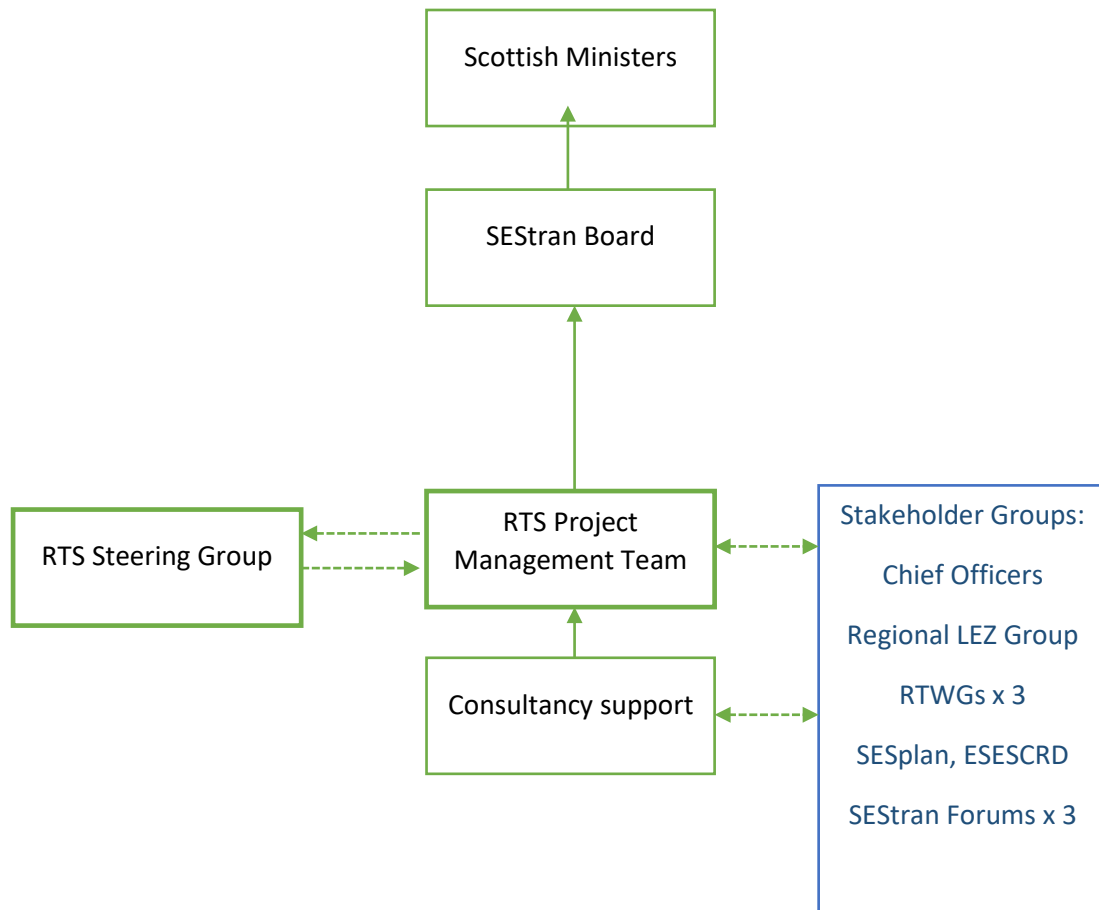 Scottish Ministers
SEStran Board
RTS Steering Group
RTS Project
Management Team
Consultancy support
Stakeholder Groups:
Chief Officers
Regional LEZ Group
RTWGs x 3
SESplan, ESESCRD
SEStran Forums x 3